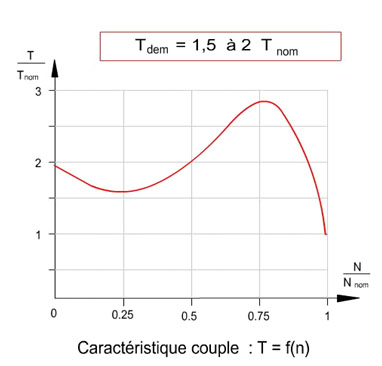 T_dem = 1,5 à 2 T_nom
T
T_nom
3
2
1
0
0.25
0.5
0.75
1
N
N_nom
Caractéristique couple : T = f(n)